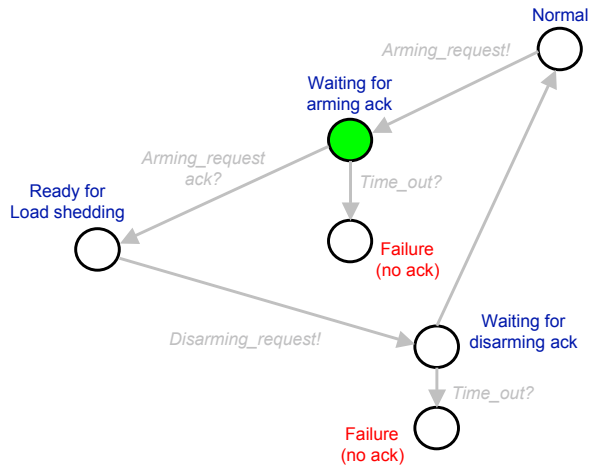 Normal
Arming_request!
Waiting for
arming ack
Arming_request
ack?
Time_out?
Ready for
Load shedding
Failure
(no ack)
Disarming_request!
Waiting for
disarming ack
Time_out?
Failure
(no ack)